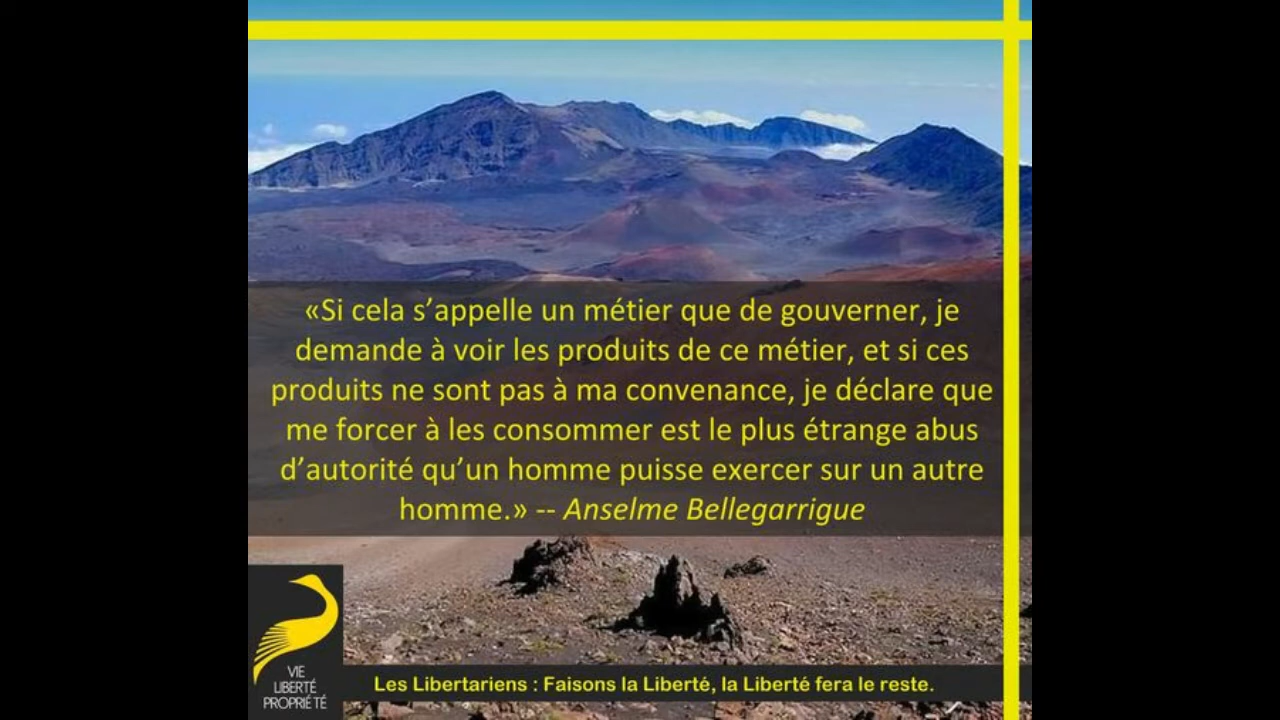 «Si cela s’appelle un métier que de gouverner, je
demande à voir les produits de ce métier, et si ces
produits ne sont pas à ma convenance, je déclare que
me forcer à les consommer est le plus étrange abus
d’autorité qu’un homme puisse exercer sur un autre
homme.» -- Anselme Bellegarrigue
VIE
LIBERTÉ
PROPRIÉTÉ
Les Libertariens : Faisons la Liberté, la Liberté fera le reste.